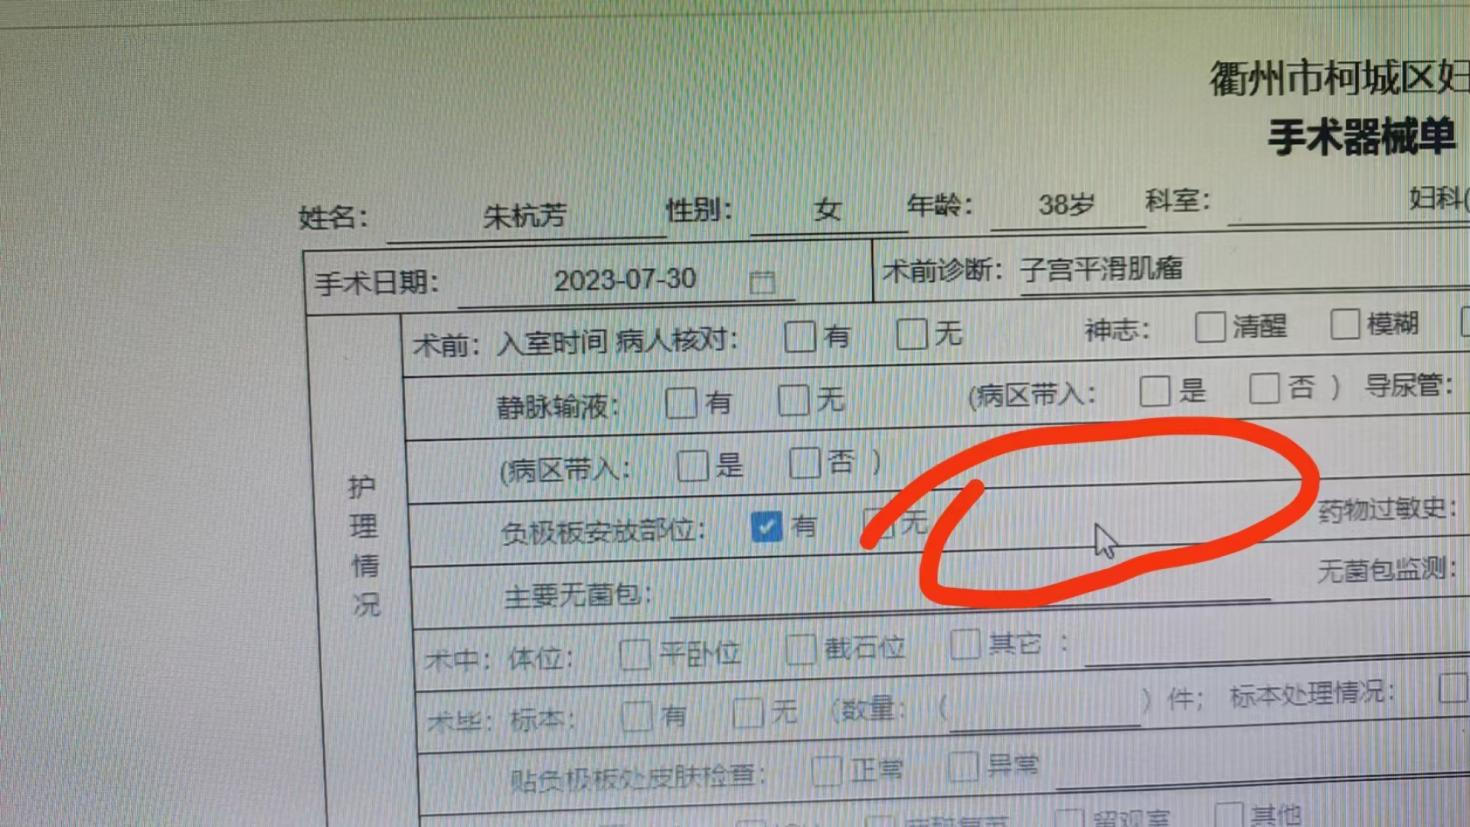 衢州市柯城区妇
手术器械单
姓名： 朱杭芳 性别： 女 年龄： 38岁 科室： 妇科(
手术日期： 2023-07-30 术前诊断：子宫平滑肌瘤
术前：入室时间 病人核对： 有 无 神志： 清醒 模糊
静脉输液： 有 无 (病区带入： 是 否 ) 导尿管：
(病区带入： 是 否 )
负极板安放部位： 有 无 药物过敏史：
主要无菌包： 无菌包监测：
护理情况
术中：体位： 平卧位 截石位 其它 ：
术毕：标本： 有 无 (数量： ( ) 件； 标本处理情况：
贴负极板处皮肤检查： 正常 异常
留观室 其他